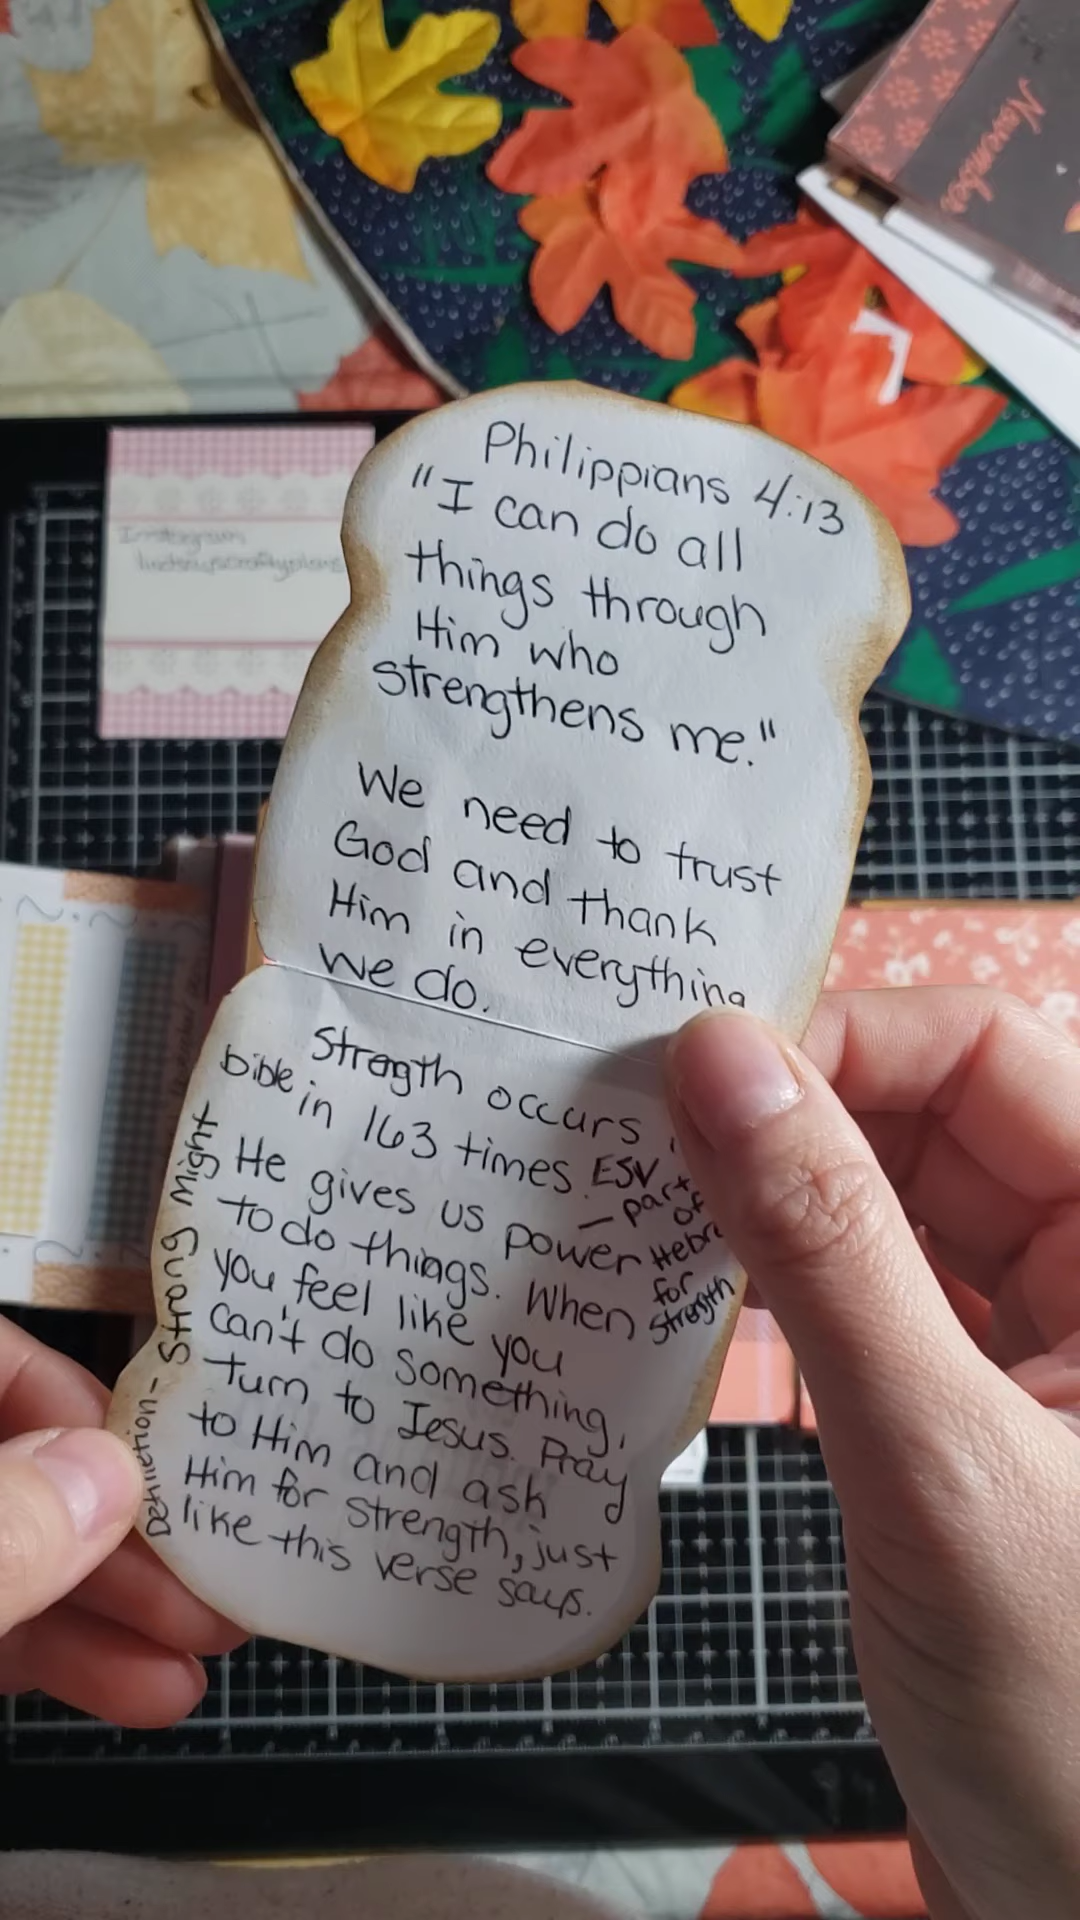 November
Instagram
Philippians 4:13
"I can do all
things through
Him who
strengthens me."
We need to trust
God and thank
Him in everything
we do.
Stregth occurs
bible in 163 times. ESV
He gives us power
to do things. When
you feel like you
can't do something,
turn to Jesus. Pray
to Him and ask
Him for strength, just
like this verse says.
– part
of
for
strength
Definition- Strong Might